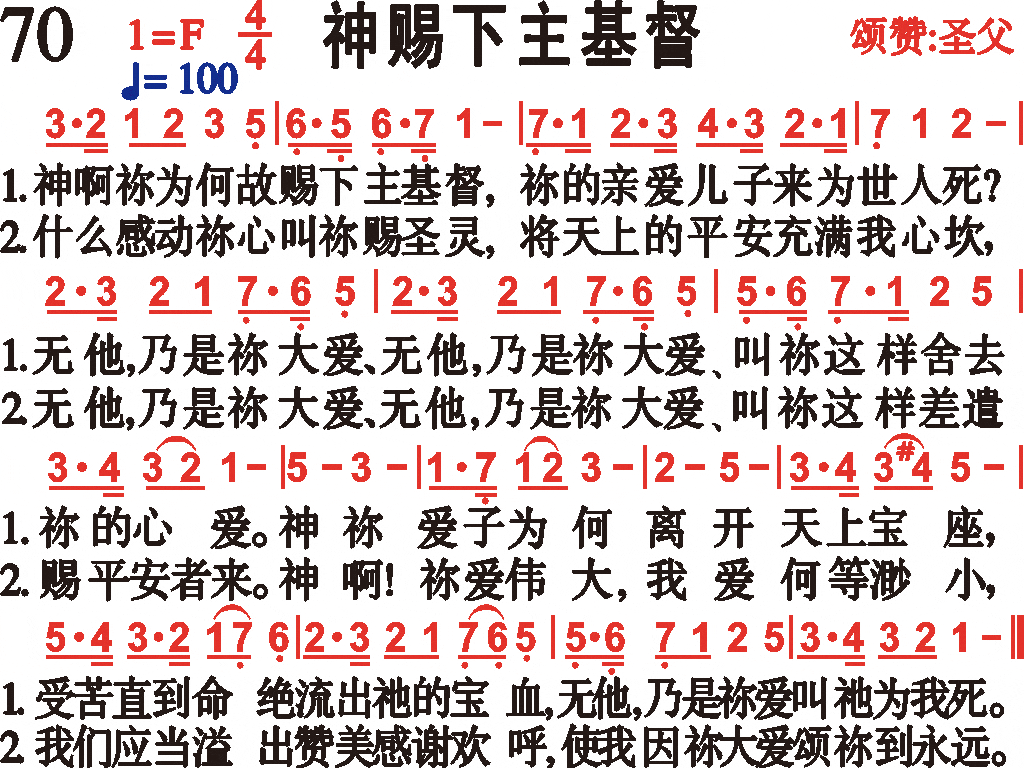 70 1=F 4/4 神赐下主基督 颂赞:圣父
♩= 100
3·2 1 2 3 5|6·5 6·7 1-|7·1 2·3 4·3 2·1|7 1 2-|
1.神啊祢为何故赐下主基督, 祢的亲爱儿子来为世人死?
2.什么感动祢心叫祢赐圣灵, 将天上的平安充满我心坎,
2·3 2 1 7·6 5|2·3 2 1 7·6 5|5·6 7·1 2 5|
1.无他,乃是祢大爱、无他,乃是祢大爱、叫祢这样舍去
2.无他,乃是祢大爱、无他,乃是祢大爱、叫祢这样差遣
3·4 3 2 1-|5-3-|1·7 12 3-|2-5-|3·4 3#4 5-|
1.祢的心爱。神祢爱子为何离开天上宝座,
2.赐平安者来。神啊!祢爱伟大,我爱何等渺小,
5·4 3·2 17 6|2·3 2 1 76 5|5·6 7 1 2 5|3·4 3 2 1-||
1.受苦直到命绝流出祂的宝血,无他,乃是祢爱叫祂为我死。
2.我们应当溢出赞美感谢欢呼,使我因祢大爱颂祢到永远。